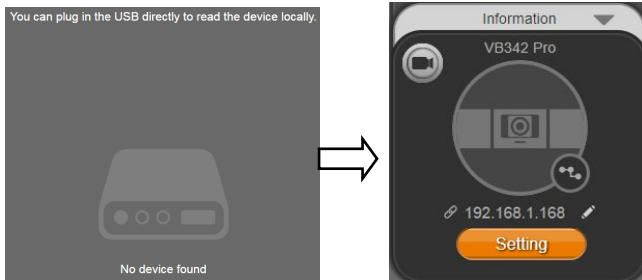 You can plug in the USB directly to read the device locally.
No device found
Information
VB342 Pro
192.168.1.168
Setting